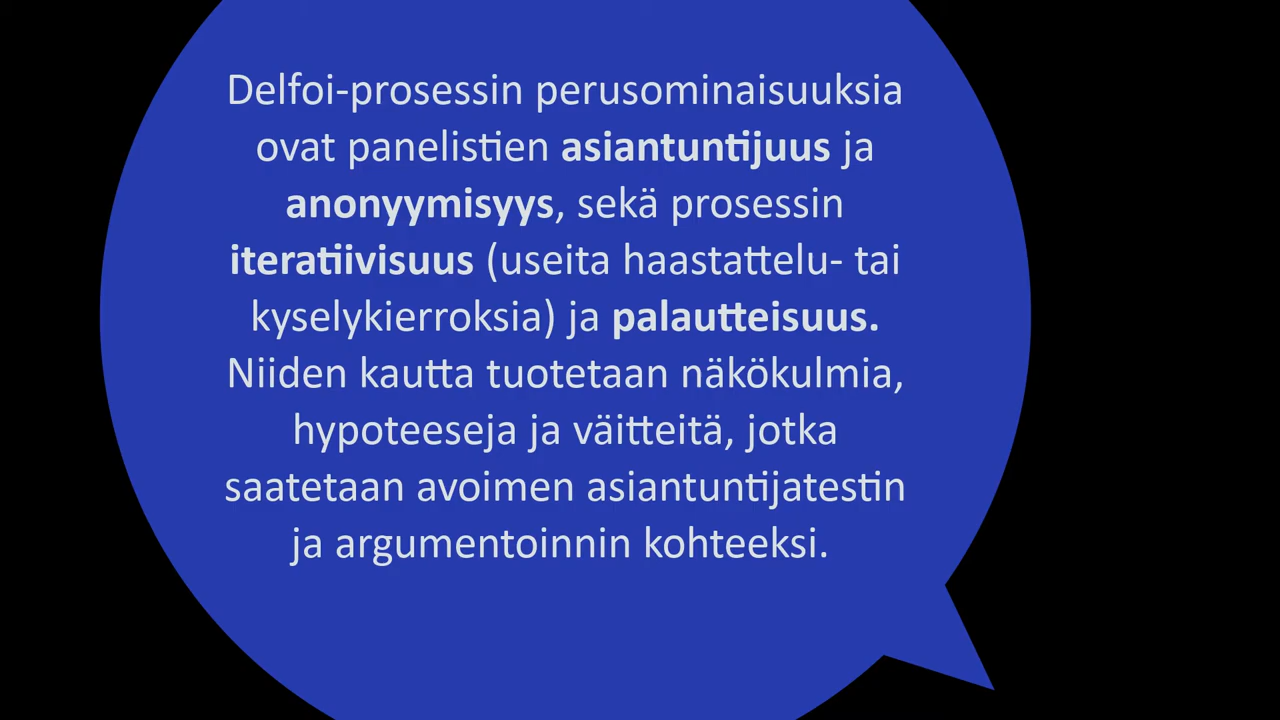 Delfoi-prosessin perusominaisuuksia
ovat panelistien asiantuntijuus ja
anonyymisyys, sekä prosessin
iteratiivisuus (useita haastattelu- tai
kyselykierroksia) ja palautteisuus.
Niiden kautta tuotetaan näkökulmia,
hypoteeseja ja väitteitä, jotka
saatetaan avoimen asiantuntijatestin
ja argumentoinnin kohteeksi.